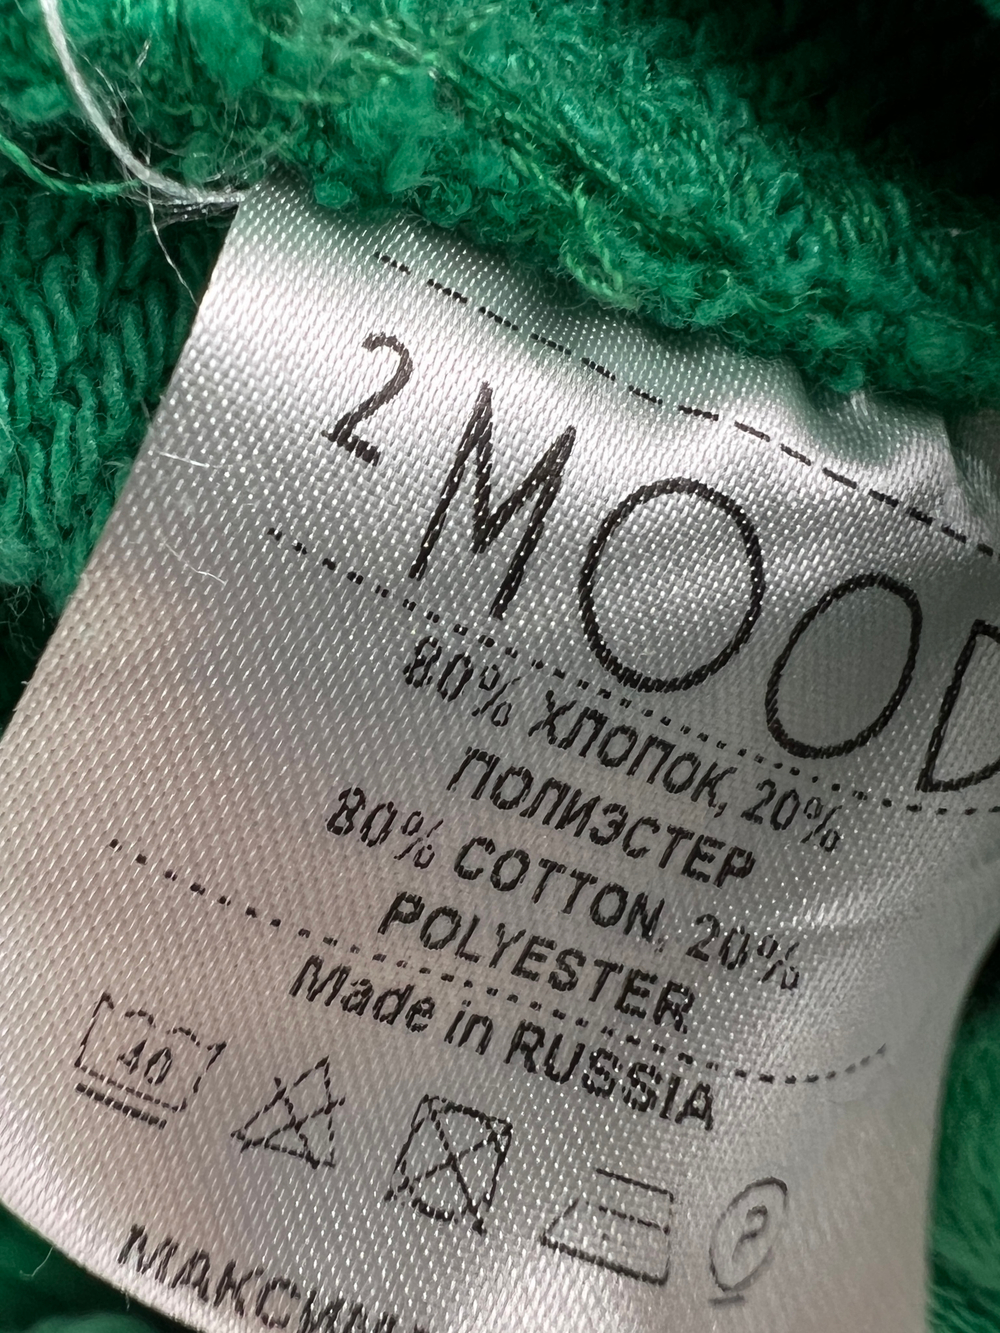 2MOOD
80% ХЛОПОК, 20%
ПОЛИЭСТЕР
80% COTTON, 20%
POLYESTER
Made in RUSSIA
40
P